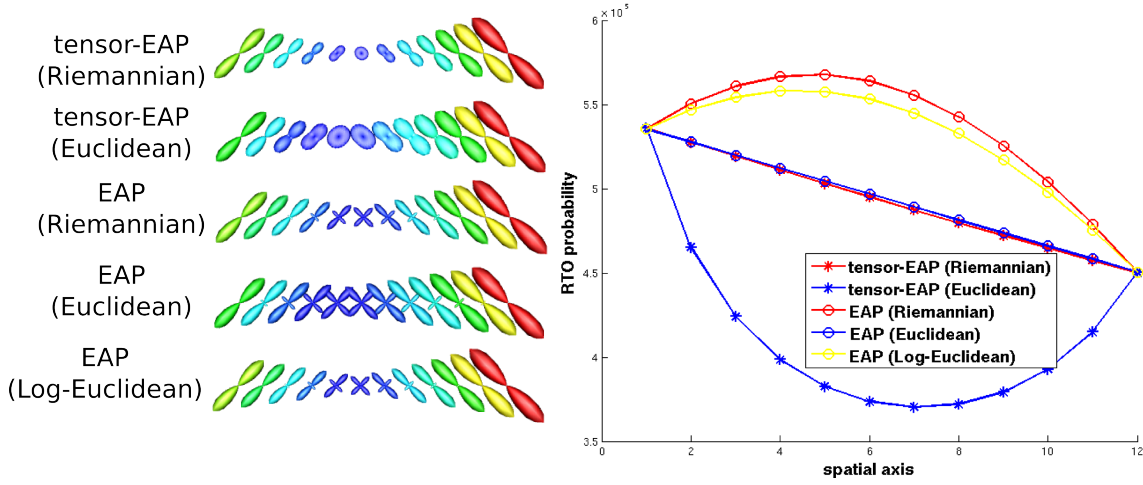 tensor-EAP
(Riemannian)
tensor-EAP
(Euclidean)
EAP
(Riemannian)
EAP
(Euclidean)
EAP
(Log-Euclidean)
x 10^5
6
5.5
5
4.5
4
3.5
0
2
4
6
8
10
12
RTO probability
spatial axis
tensor-EAP (Riemannian)
tensor-EAP (Euclidean)
EAP (Riemannian)
EAP (Euclidean)
EAP (Log-Euclidean)